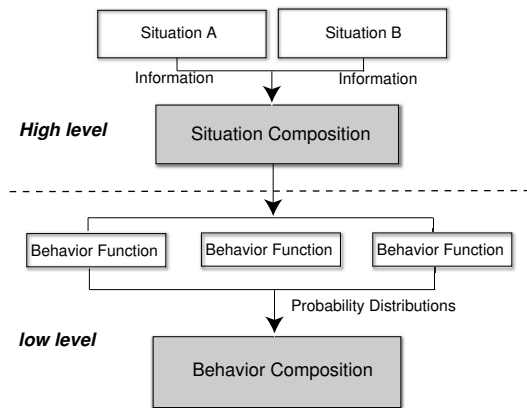 Situation A
Situation B
Information
Information
High level
Situation Composition
Behavior Function
Behavior Function
Behavior Function
Probability Distributions
low level
Behavior Composition